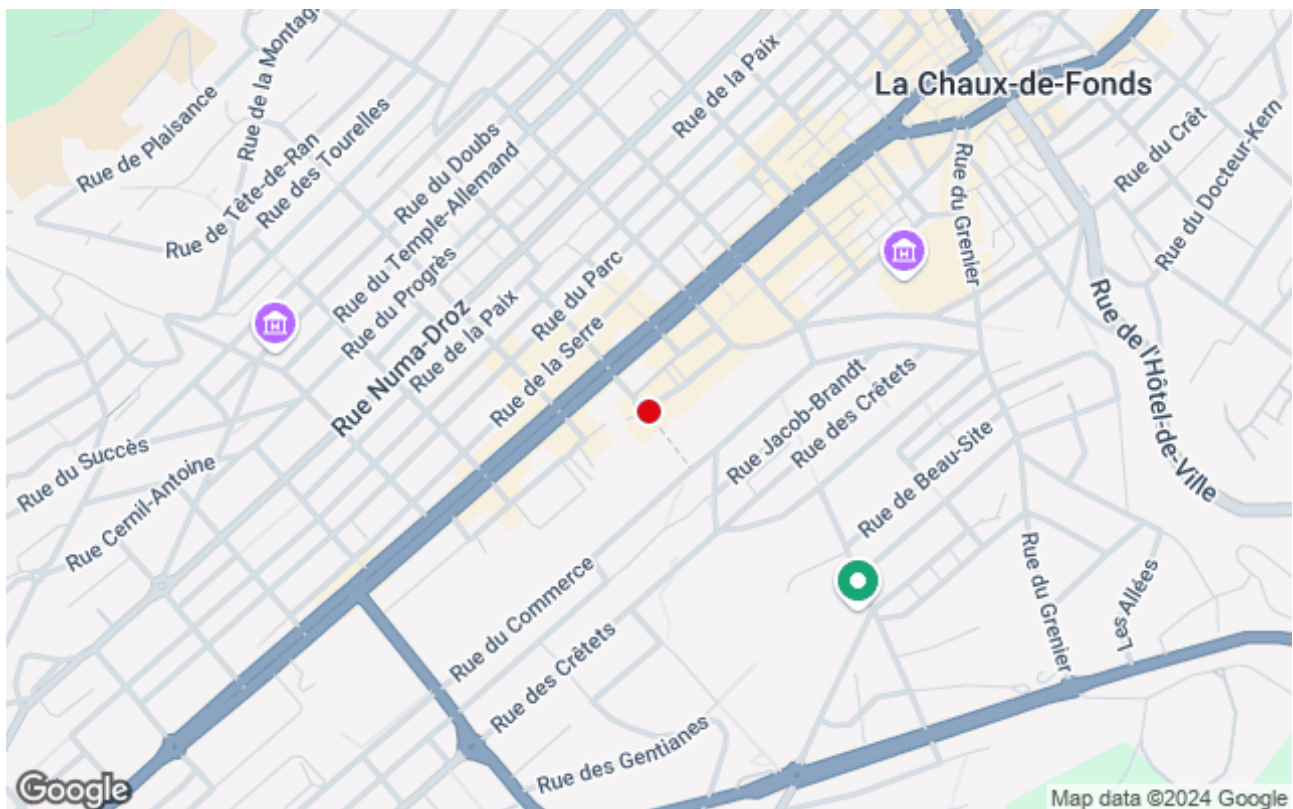 Rue de la Montag
Rue de la Paix
La Chaux-de-Fonds
Rue de Plaisance
Rue de Tête-de-Ran
Rue des Tourelles
Rue du Doubs
Rue du Temple-Allemand
Rue du Progrès
Rue de la Paix
Rue Numa-Droz
Rue du Parc
Rue de la Serre
Rue du Grenier
Rue du Crêt
Rue du Docteur-Kern
Rue de l'Hôtel-de-Ville
Rue Jacob-Brandt
Rue des Crêtets
Rue de Beau-Site
Rue du Succès
Rue Cernil-Antoine
Rue du Commerce
Rue des Crêtets
Rue des Gentianes
Rue du Grenier
Les Allées
H
H
Google
Map data ©2024 Google